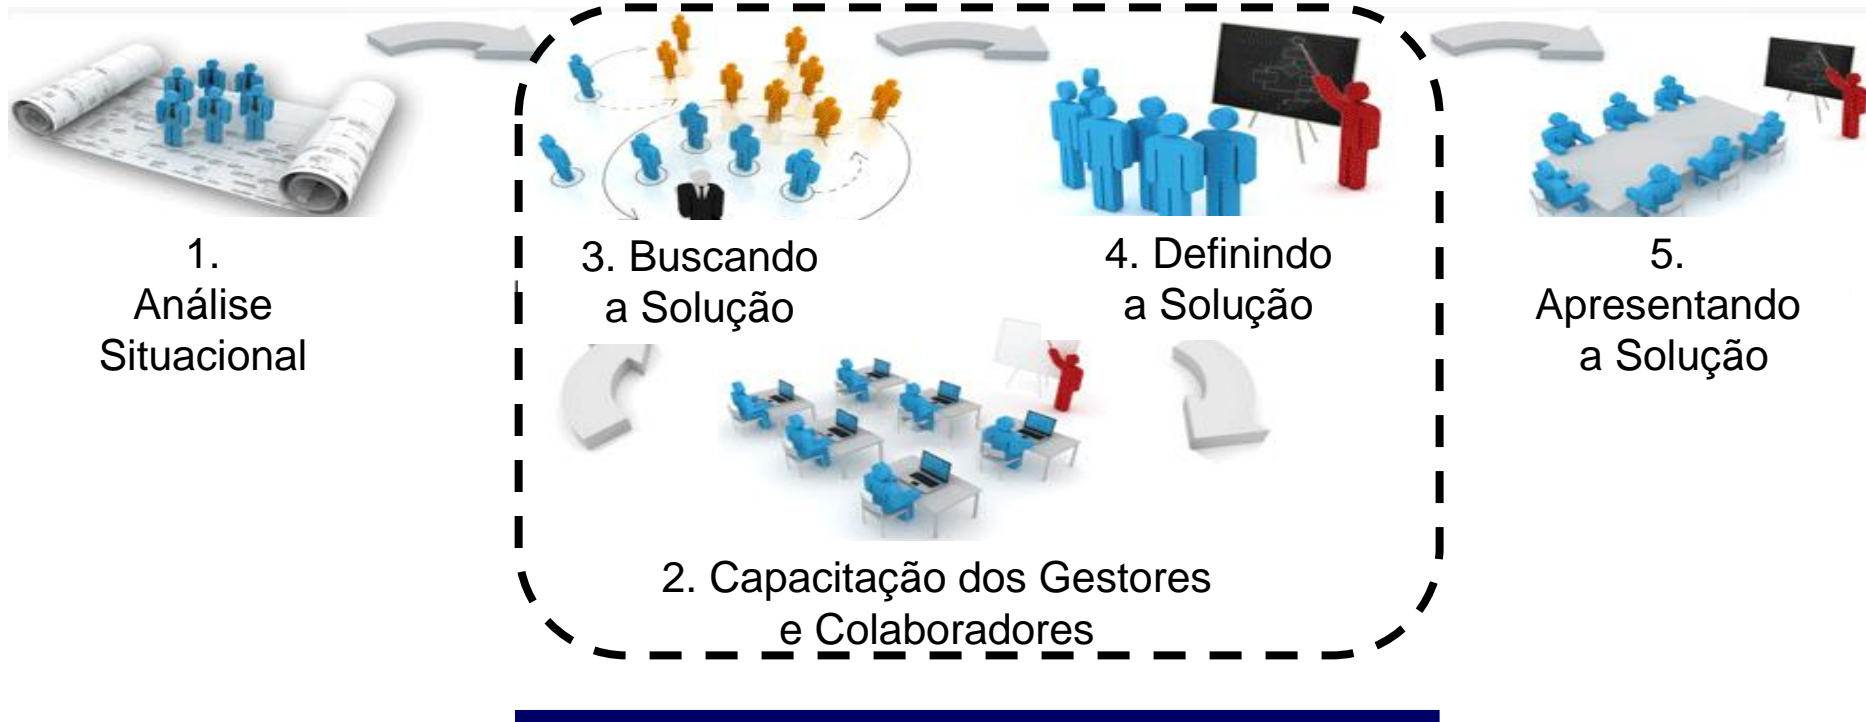 1.
Análise
Situacional
3. Buscando
a Solução
4. Definindo
a Solução
5.
Apresentando
a Solução
2. Capacitação dos Gestores
e Colaboradores